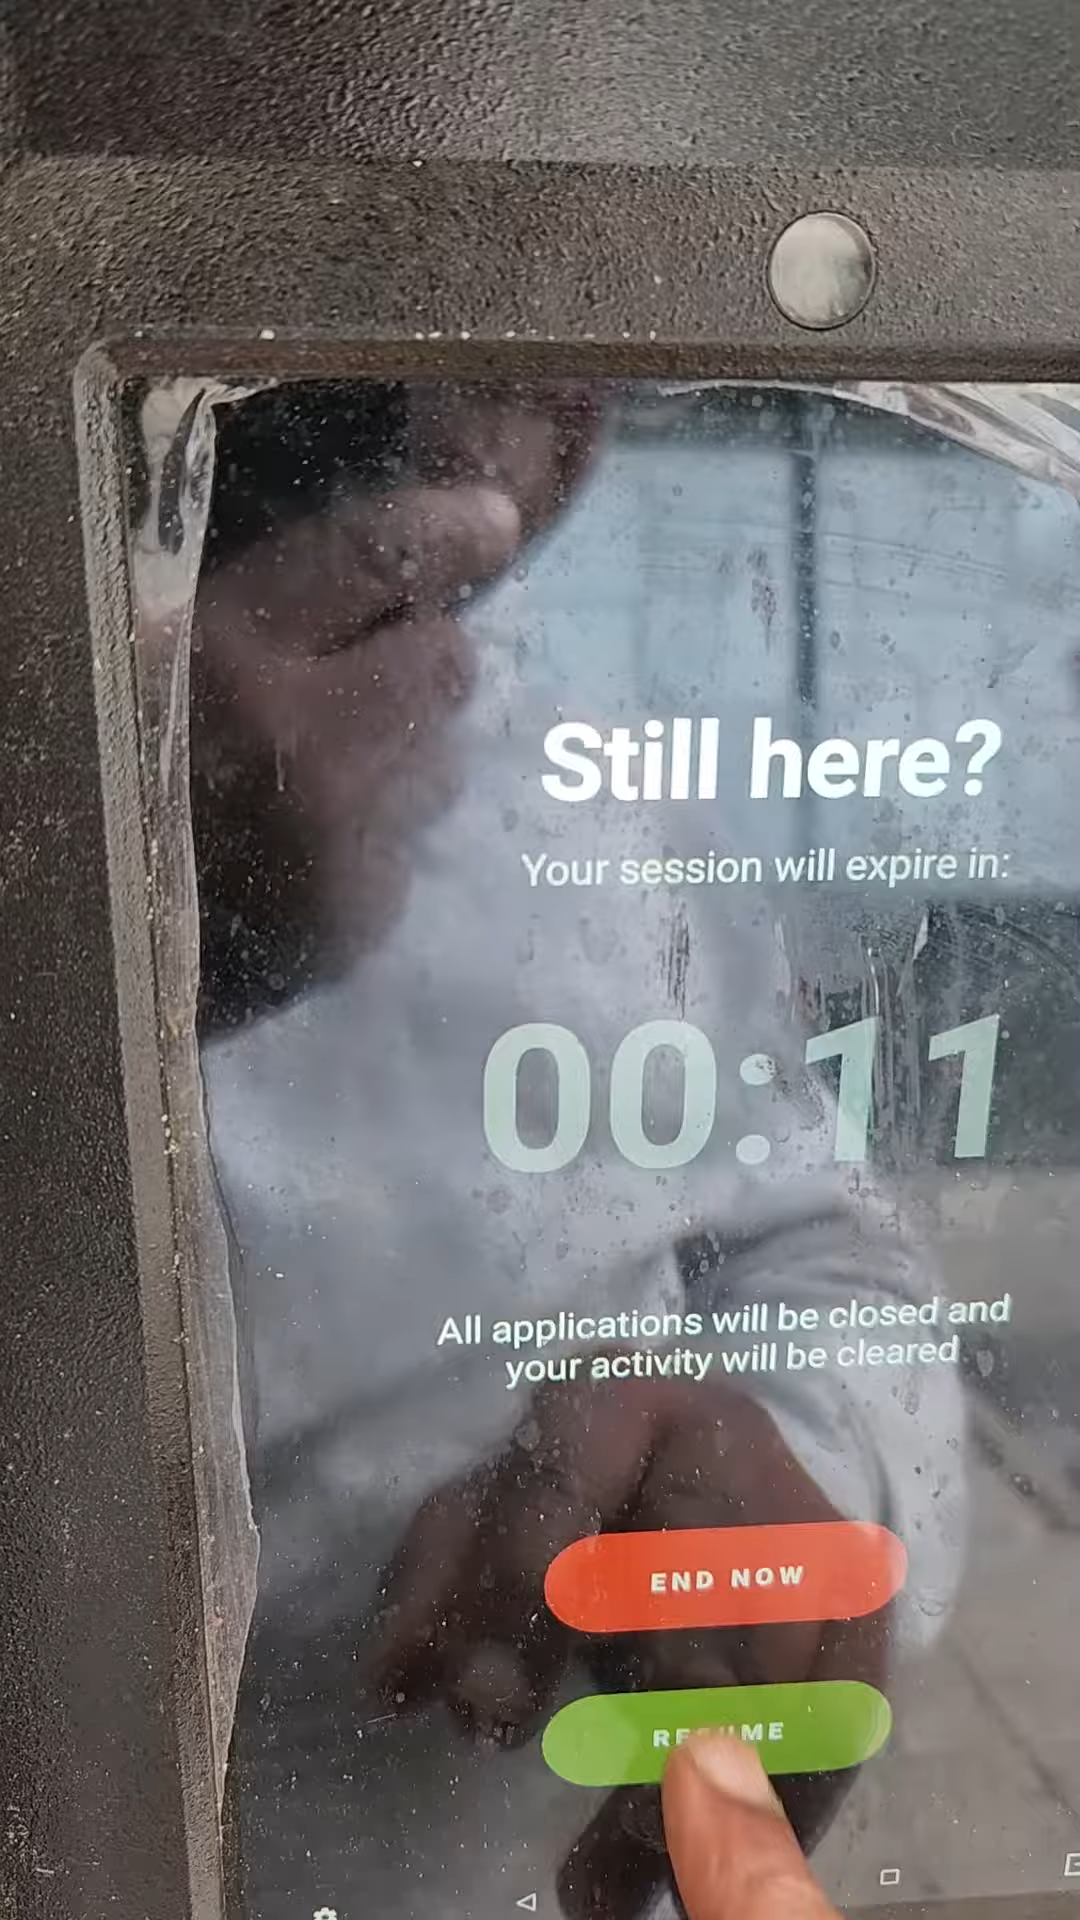 Still here?
Your session will expire in:
00:11
All applications will be closed and
your activity will be cleared
END NOW
RESUME